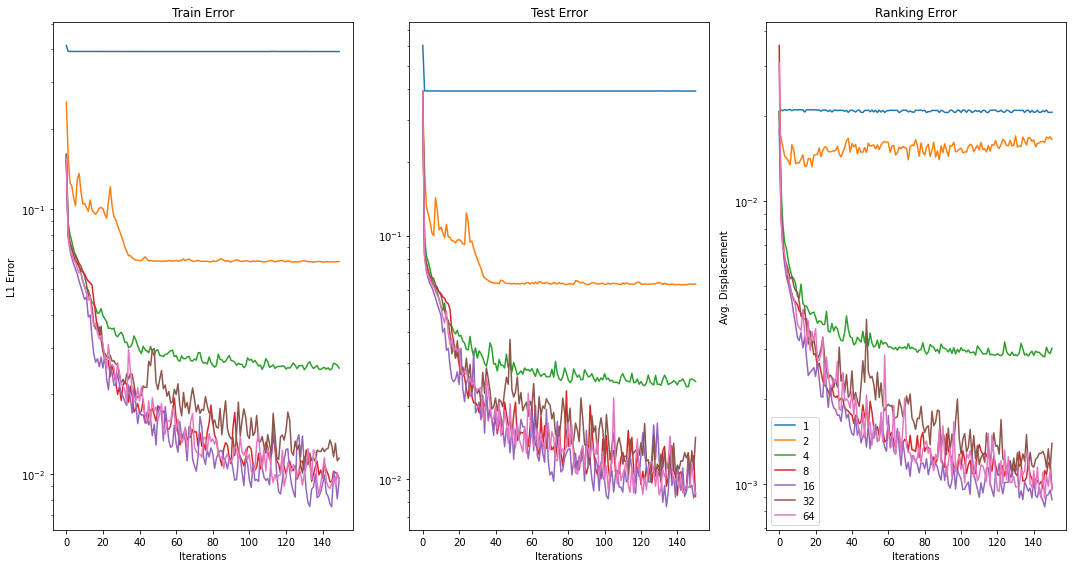 Train Error
L1 Error
10⁻¹
10⁻²
0 20 40 60 80 100 120 140
Iterations
Test Error
10⁻¹
10⁻²
0 20 40 60 80 100 120 140
Iterations
Ranking Error
Avg. Displacement
10⁻²
10⁻³
1
2
4
8
16
32
64
0 20 40 60 80 100 120 140
Iterations